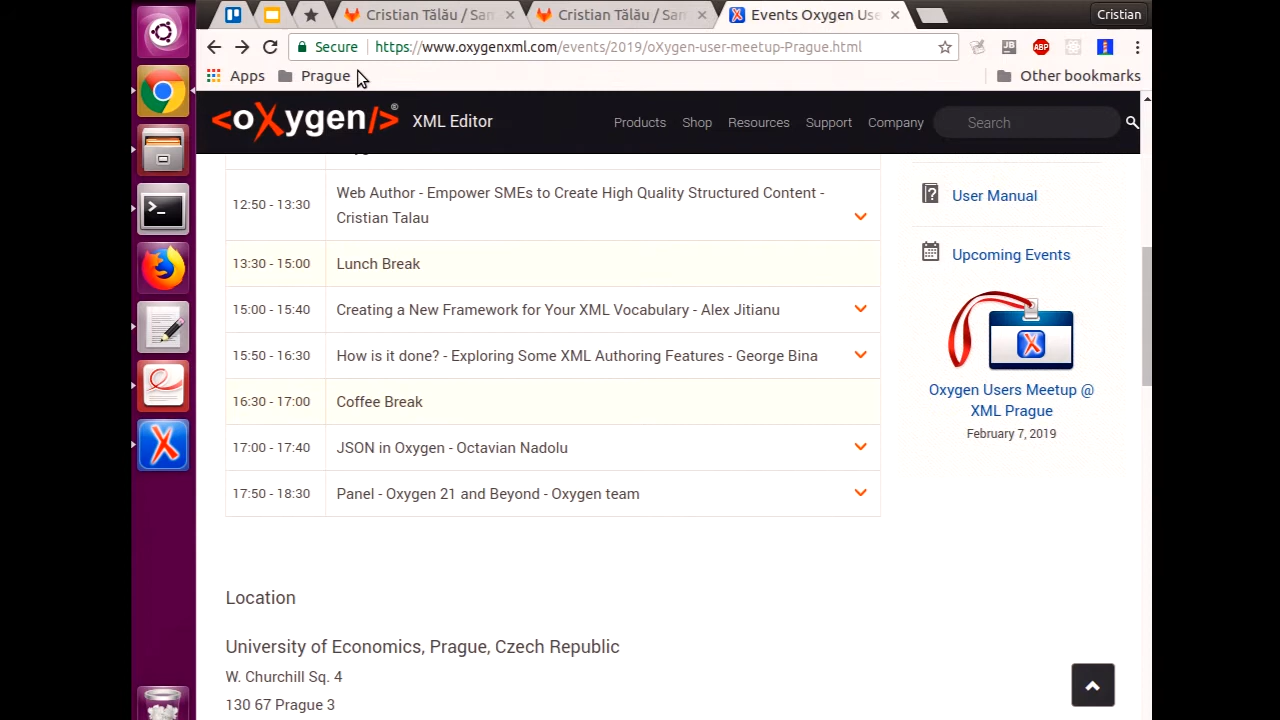 Cristian Tălău / San
Cristian Tălău / San
Events Oxygen Use
Cristian
Secure
https://www.oxygenxml.com/events/2019/oXygen-user-meetup-Prague.html
JB
ABP
Apps
Prague
Other bookmarks
<oXygen/>®
XML Editor
Products
Shop
Resources
Support
Company
Search
12:50 - 13:30
Web Author - Empower SMEs to Create High Quality Structured Content -
Cristian Talau
13:30 - 15:00
Lunch Break
15:00 - 15:40
Creating a New Framework for Your XML Vocabulary - Alex Jitianu
15:50 - 16:30
How is it done? - Exploring Some XML Authoring Features - George Bina
16:30 - 17:00
Coffee Break
17:00 - 17:40
JSON in Oxygen - Octavian Nadolu
17:50 - 18:30
Panel - Oxygen 21 and Beyond - Oxygen team
User Manual
Upcoming Events
Oxygen Users Meetup @
XML Prague
February 7, 2019
Location
University of Economics, Prague, Czech Republic
W. Churchill Sq. 4
130 67 Prague 3